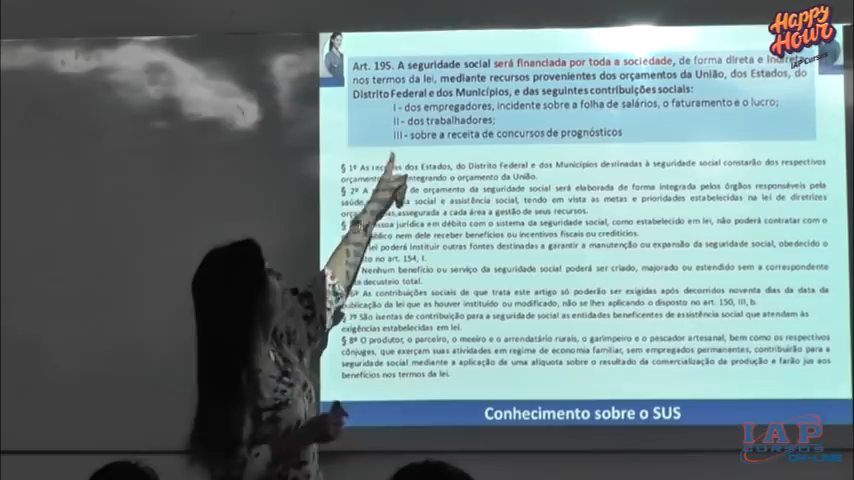 HAPPY
HOUR
IAP Cursos
Art. 195. A seguridade social será financiada por toda a sociedade, de forma direta e indireta,
nos termos da lei, mediante recursos provenientes dos orçamentos da União, dos Estados, do
Distrito Federal e dos Municípios, e das seguintes contribuições sociais:
I - dos empregadores, incidente sobre a folha de salários, o faturamento e o lucro;
II - dos trabalhadores;
III - sobre a receita de concursos de prognósticos
§ 1º As dos Estados, do Distrito Federal e dos Municípios destinadas à seguridade social constarão dos respectivos
integrando o orçamento da União.
§ 2º A de orçamento da seguridade social será elaborada de forma integrada pelos órgãos responsáveis pela
social e assistência social, tendo em vista as metas e prioridades estabelecidas na lei de diretrizes
assegurada a cada área a gestão de seus recursos.
§ jurídica em débito com o sistema da seguridade social, como estabelecido em lei, não poderá contratar com o
nem dele receber benefícios ou incentivos fiscais ou creditícios.
lei poderá instituir outras fontes destinadas a garantir a manutenção ou expansão da seguridade social, obedecido o
no art. 154, I.
Nenhum benefício ou serviço da seguridade social poderá ser criado, majorado ou estendido sem a correspondente
de custeio total.
As contribuições sociais de que trata este artigo só poderão ser exigidas após decorridos noventa dias da data da
publicação da lei que as houver instituído ou modificado, não se lhes aplicando o disposto no art. 150, III, b.
§ 7º São isentas de contribuição para a seguridade social as entidades beneficentes de assistência social que atendam às
exigências estabelecidas em lei.
§ 8º O produtor, o parceiro, o meeiro e o arrendatário rurais, o garimpeiro e o pescador artesanal, bem como os respectivos
cônjuges, que exerçam suas atividades em regime de economia familiar, sem empregados permanentes, contribuirão para a
seguridade social mediante a aplicação de uma alíquota sobre o resultado da comercialização da produção e farão jus aos
benefícios nos termos da lei.
Conhecimento sobre o SUS
IAP
CURSOS
ON-LINE